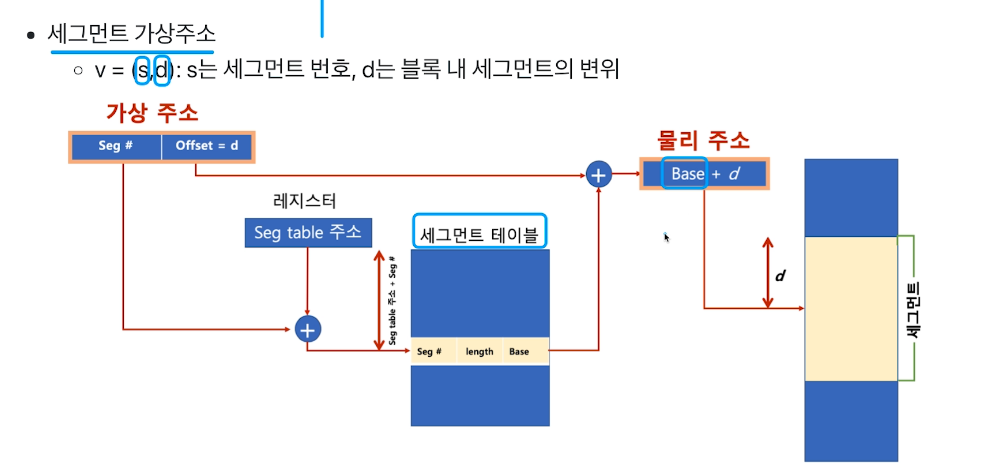 세그먼트 가상주소
v = (s,d): s는 세그먼트 번호, d는 블록 내 세그먼트의 변위
가상 주소
Seg # Offset = d
물리 주소
Base + d
레지스터
Seg table 주소
세그먼트 테이블
Seg table 주소 + Seg #
Seg # length Base
d
세그먼트